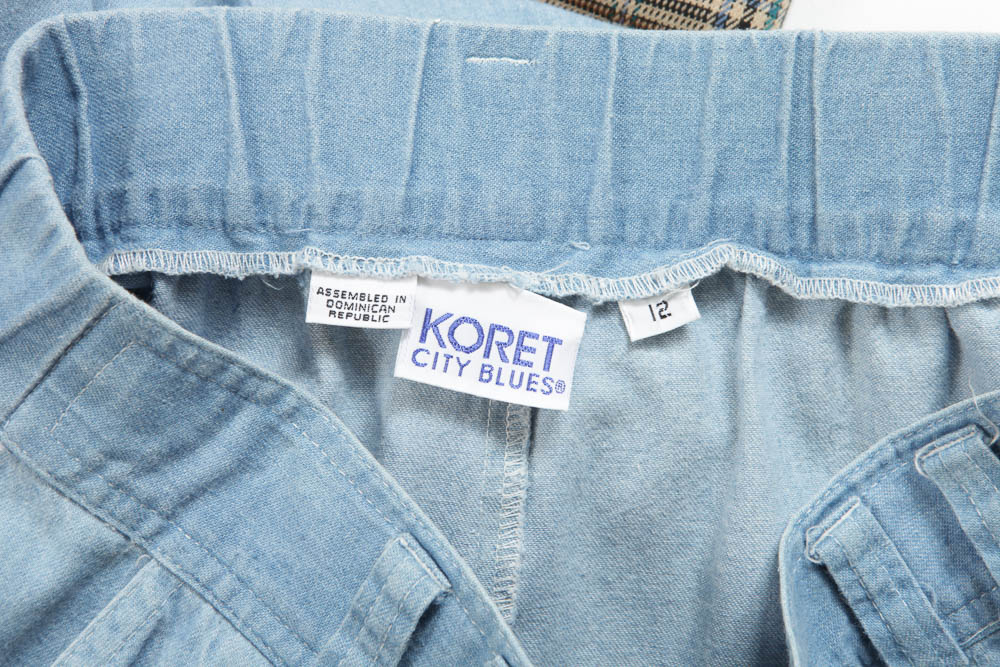 ASSEMBLED IN
DOMINICAN
REPUBLIC
KORET
CITY BLUES®
12